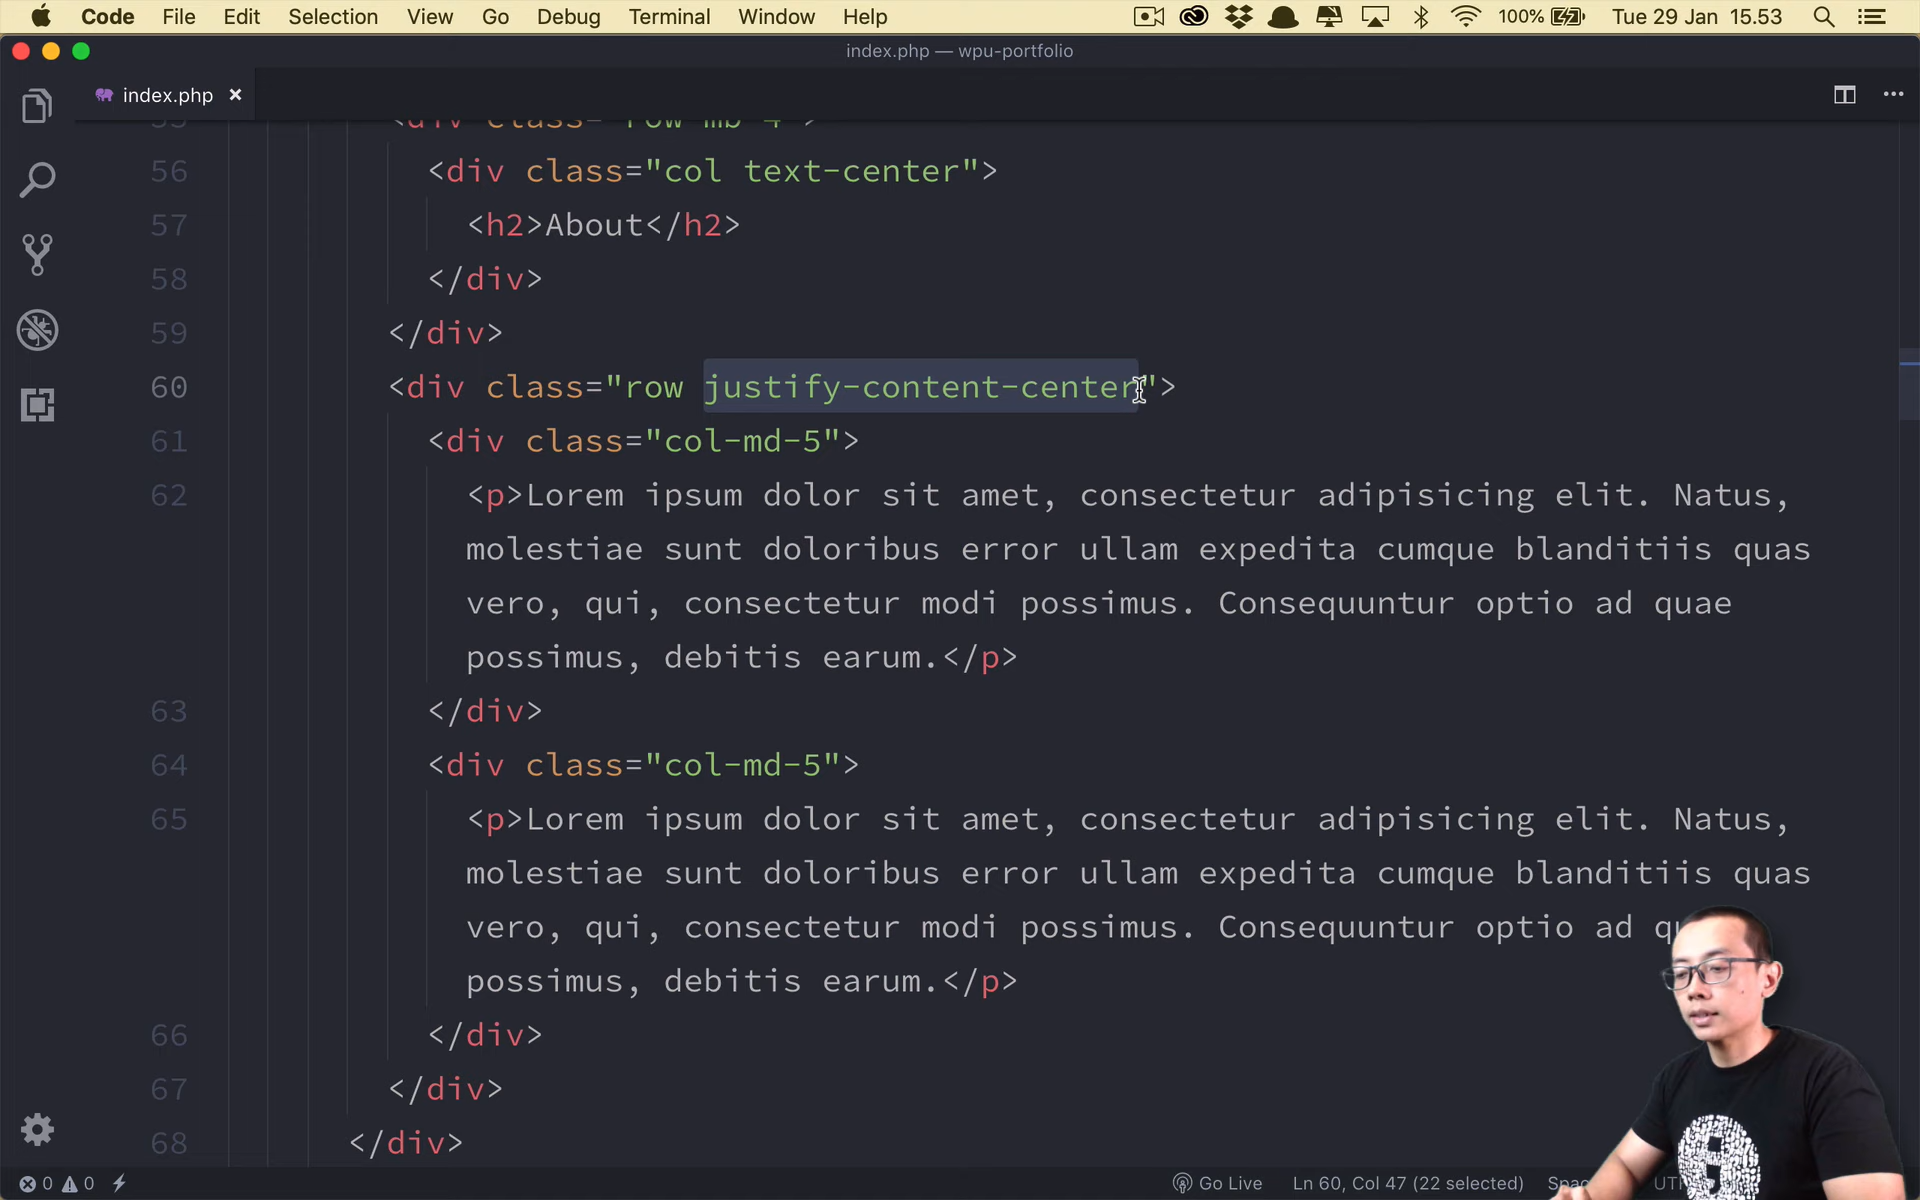 Code File Edit Selection View Go Debug Terminal Window Help 100% Tue 29 Jan 15.53
index.php — wpu-portfolio
index.php
55 <div class="row mb-4">
56 <div class="col text-center">
57 <h2>About</h2>
58 </div>
59 </div>
60 <div class="row justify-content-center">
61 <div class="col-md-5">
62 <p>Lorem ipsum dolor sit amet, consectetur adipisicing elit. Natus,
molestiae sunt doloribus error ullam expedita cumque blanditiis quas
vero, qui, consectetur modi possimus. Consequuntur optio ad quae
possimus, debitis earum.</p>
63 </div>
64 <div class="col-md-5">
65 <p>Lorem ipsum dolor sit amet, consectetur adipisicing elit. Natus,
molestiae sunt doloribus error ullam expedita cumque blanditiis quas
vero, qui, consectetur modi possimus. Consequuntur optio ad
possimus, debitis earum.</p>
66 </div>
67 </div>
68 </div>
0 0 Go Live Ln 60, Col 47 (22 selected)